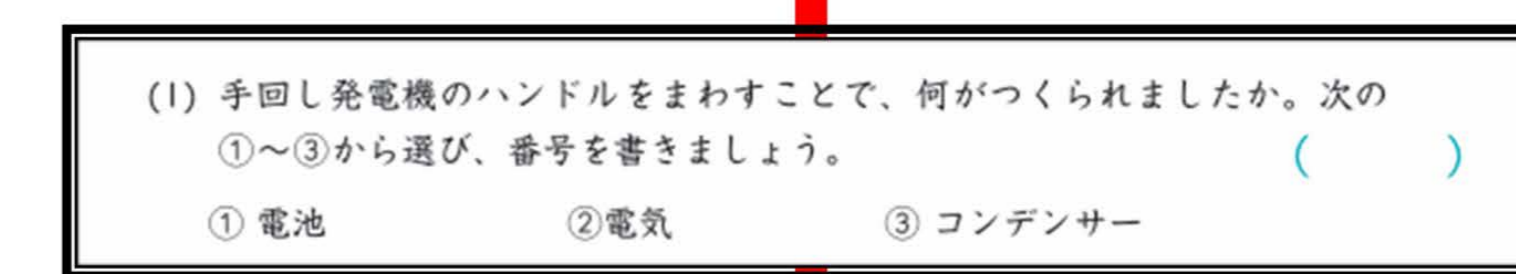 (1) 手回し発電機のハンドルをまわすことで、何がつくられましたか。次の
①～③から選び、番号を書きましょう。 (　　)
① 電池　②電気　③ コンデンサー